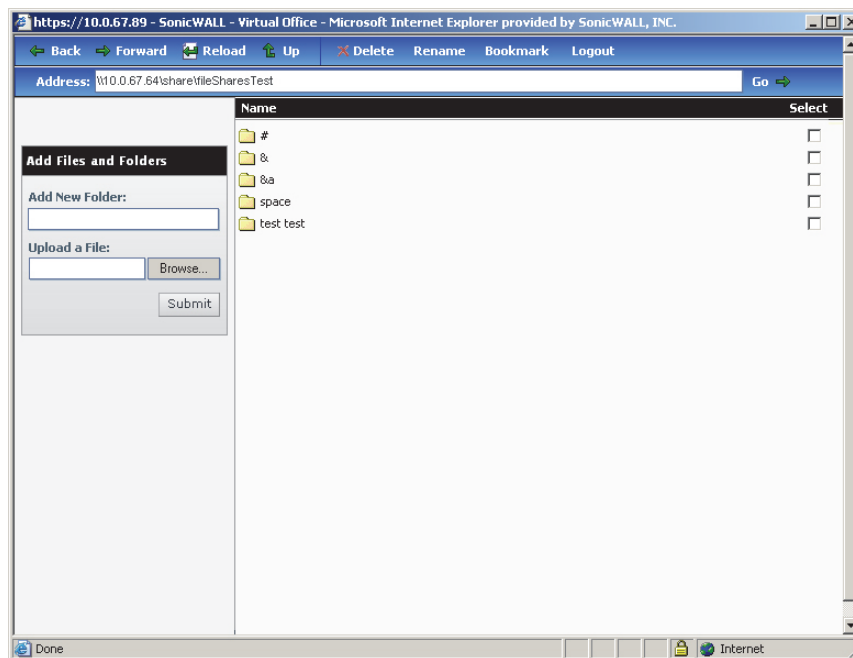 https://10.0.67.89 - SonicWALL - Virtual Office - Microsoft Internet Explorer provided by SonicWALL, INC.
Back Forward Reload Up Delete Rename Bookmark Logout
Address: \\10.0.67.64\share\fileSharesTest Go
Name Select
#
&
&a
space
test test
Add Files and Folders
Add New Folder:
Upload a File:
Browse...
Submit
Done Internet